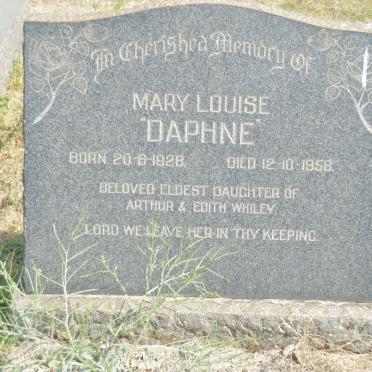 In Cherished Memory Of
MARY LOUISE
"DAPHNE"
BORN 20-6-1928. DIED 12-10-1958.
BELOVED ELDEST DAUGHTER OF
ARTHUR & EDITH WHILEY
LORD WE LEAVE HER IN THY KEEPING.